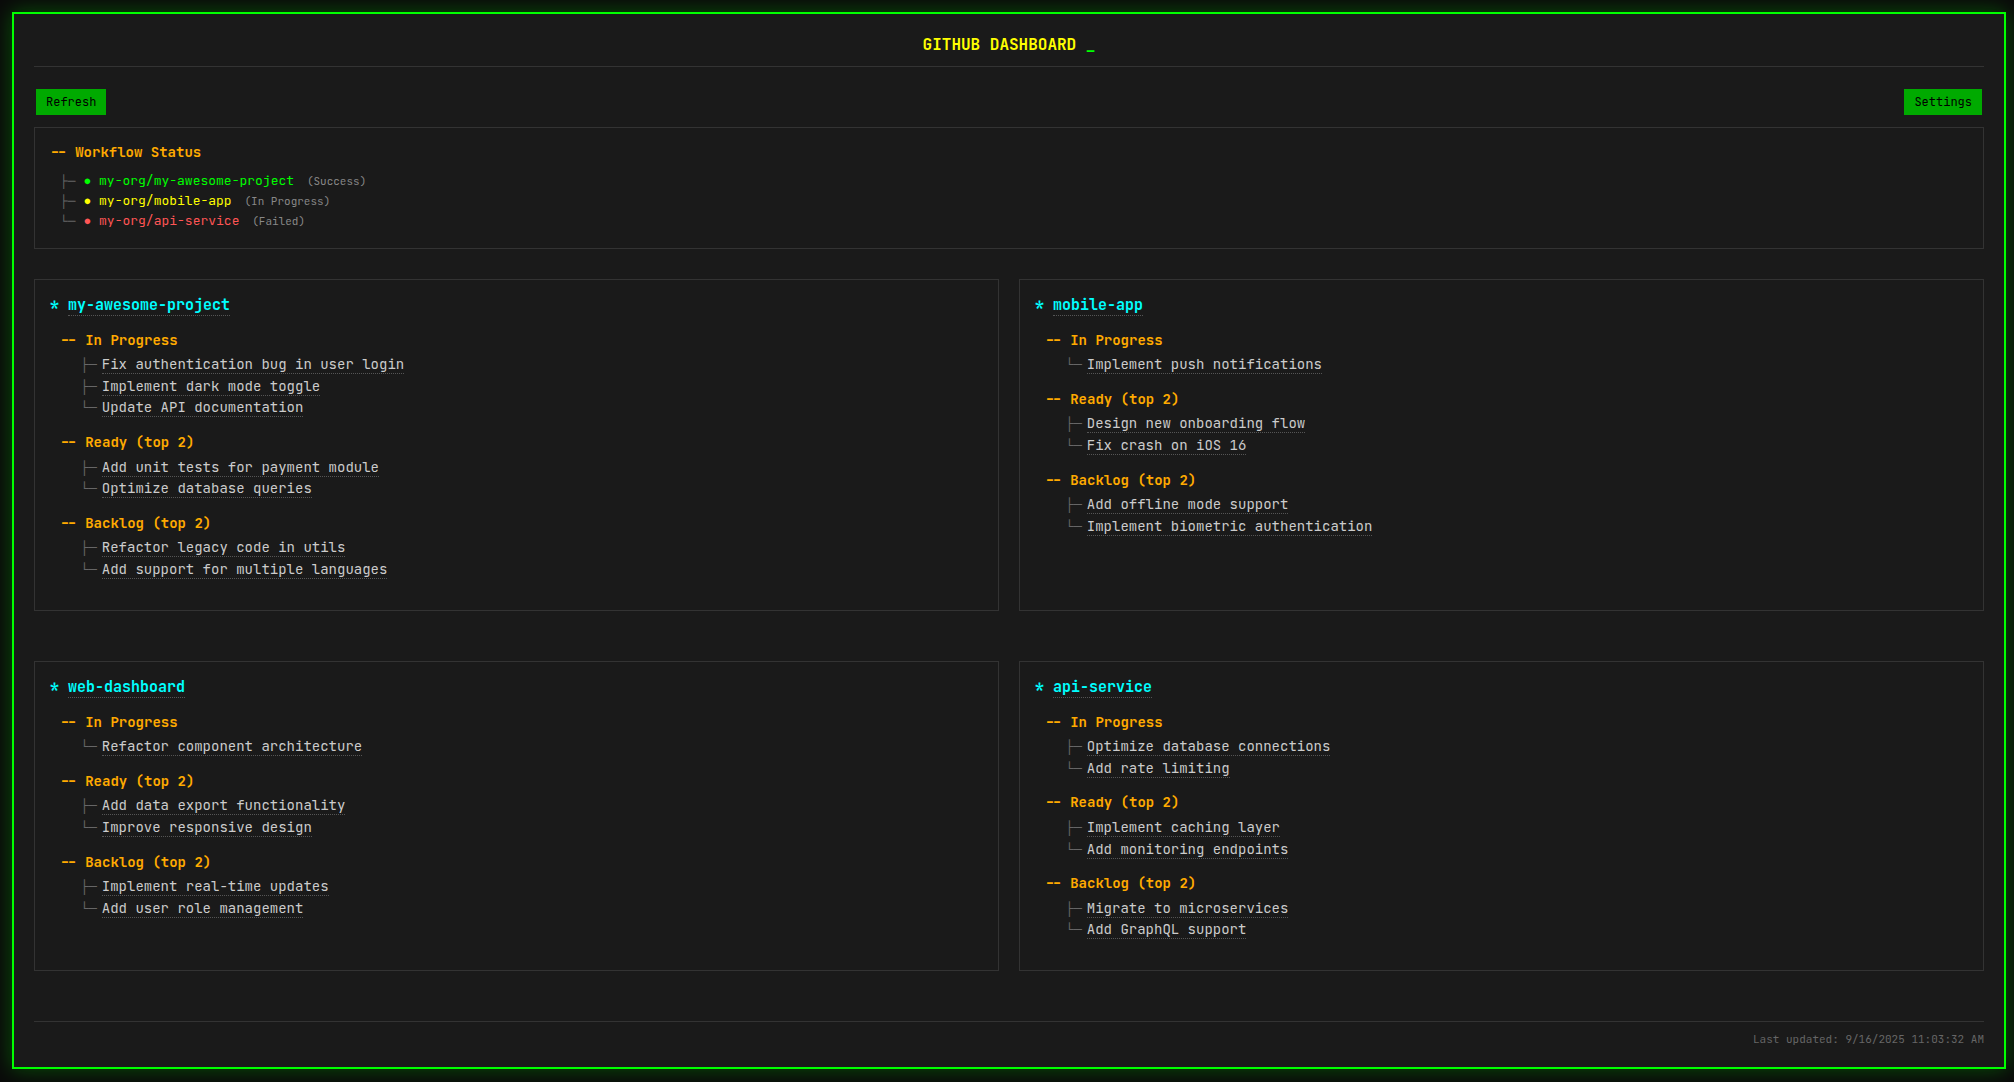 GITHUB DASHBOARD _
Refresh
Settings
-- Workflow Status
├─ ● my-org/my-awesome-project (Success)
├─ ● my-org/mobile-app (In Progress)
└─ ● my-org/api-service (Failed)
* my-awesome-project
-- In Progress
├─ Fix authentication bug in user login
├─ Implement dark mode toggle
└─ Update API documentation
-- Ready (top 2)
├─ Add unit tests for payment module
└─ Optimize database queries
-- Backlog (top 2)
├─ Refactor legacy code in utils
└─ Add support for multiple languages
* mobile-app
-- In Progress
└─ Implement push notifications
-- Ready (top 2)
├─ Design new onboarding flow
└─ Fix crash on iOS 16
-- Backlog (top 2)
├─ Add offline mode support
└─ Implement biometric authentication
* web-dashboard
-- In Progress
└─ Refactor component architecture
-- Ready (top 2)
├─ Add data export functionality
└─ Improve responsive design
-- Backlog (top 2)
├─ Implement real-time updates
└─ Add user role management
* api-service
-- In Progress
├─ Optimize database connections
└─ Add rate limiting
-- Ready (top 2)
├─ Implement caching layer
└─ Add monitoring endpoints
-- Backlog (top 2)
├─ Migrate to microservices
└─ Add GraphQL support
Last updated: 9/16/2025 11:03:32 AM